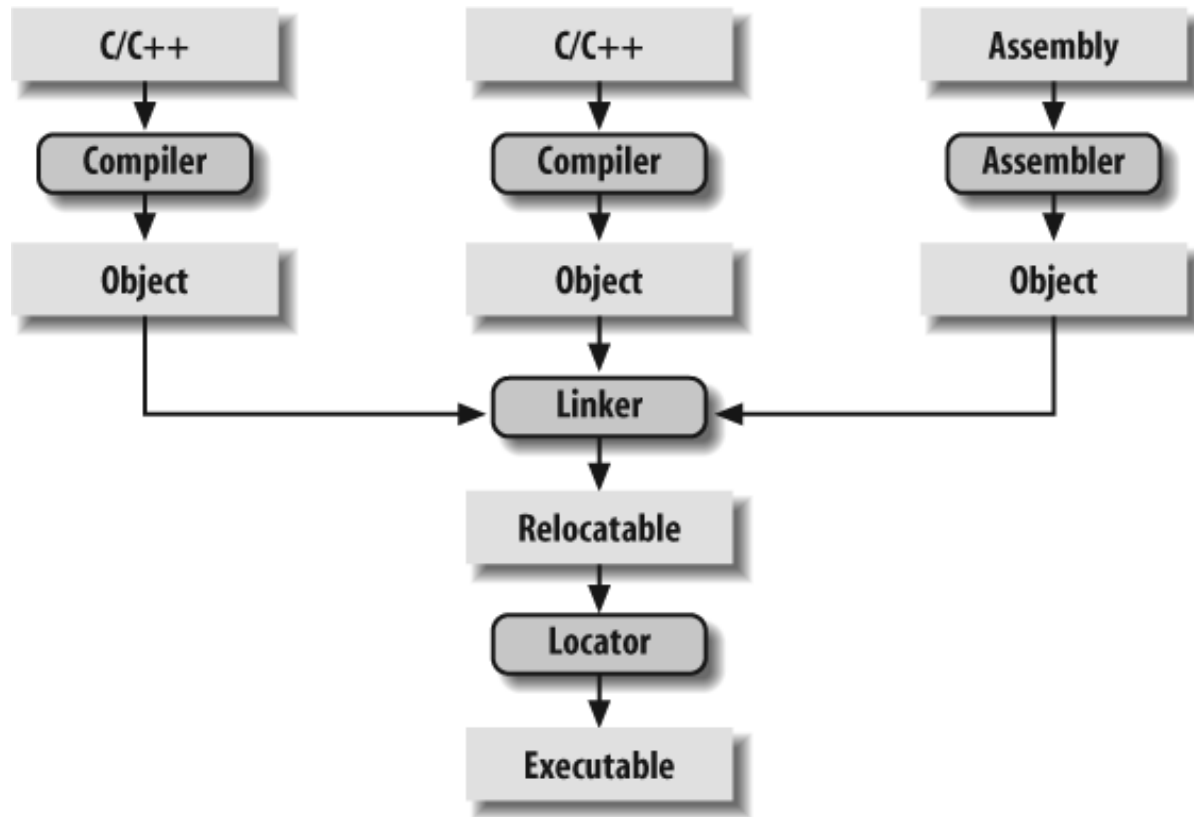 C/C++
C/C++
Assembly
Compiler
Compiler
Assembler
Object
Object
Object
Linker
Relocatable
Locator
Executable